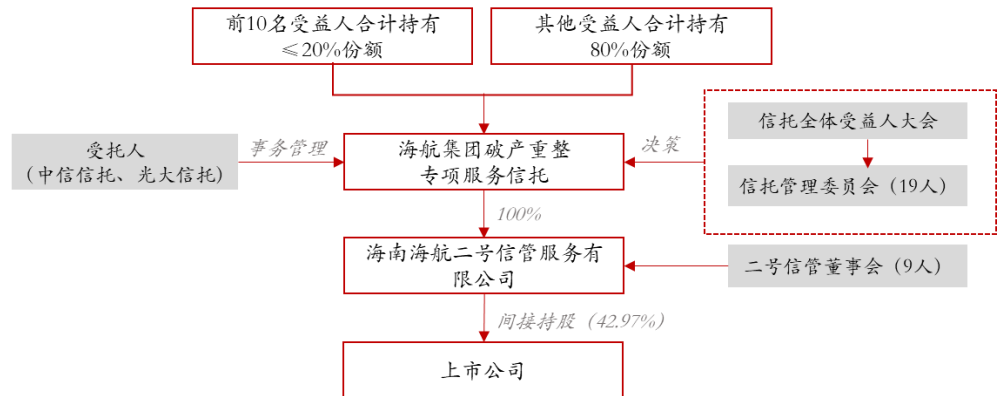 前10名受益人合计持有
≤20%份额
其他受益人合计持有
80%份额
信托全体受益人大会
受托人
（中信信托、光大信托）
事务管理
海航集团破产重整
专项服务信托
决策
信托管理委员会（19人）
100%
海南海航二号信管服务有
限公司
二号信管董事会（9人）
间接持股（42.97%）
上市公司